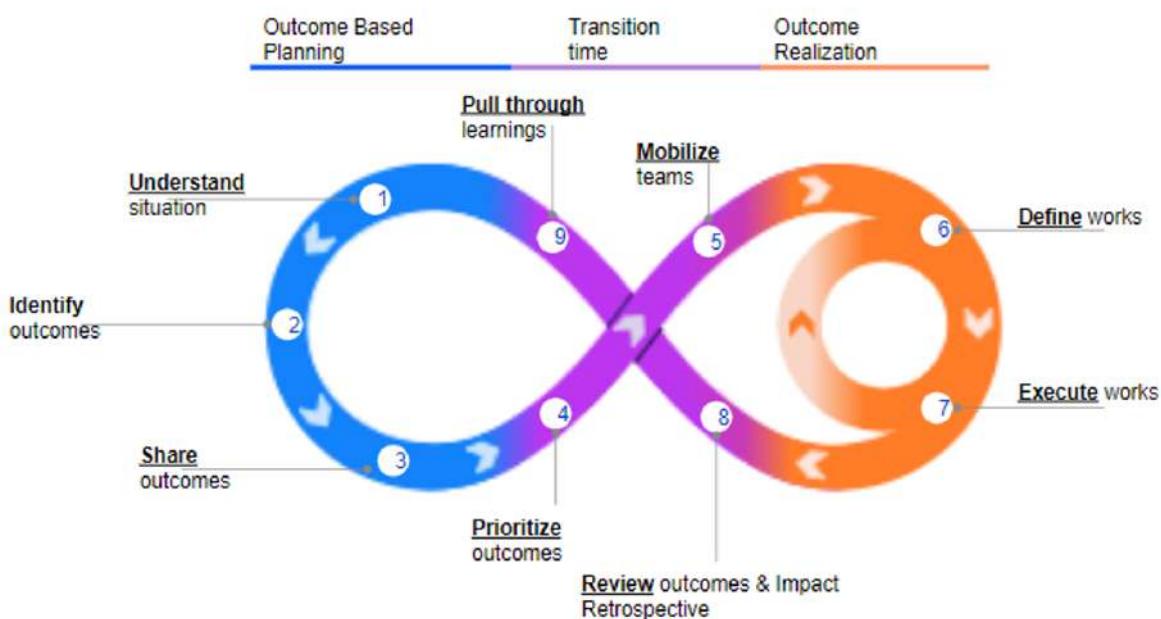 Outcome Based
Planning
Transition
time
Outcome
Realization
Pull through
learnings
Mobilize
teams
Understand
situation
1
9
5
6
Define works
Identify
outcomes
2
Share
outcomes
3
4
8
7
Execute works
Prioritize
outcomes
Review outcomes & Impact
Retrospective